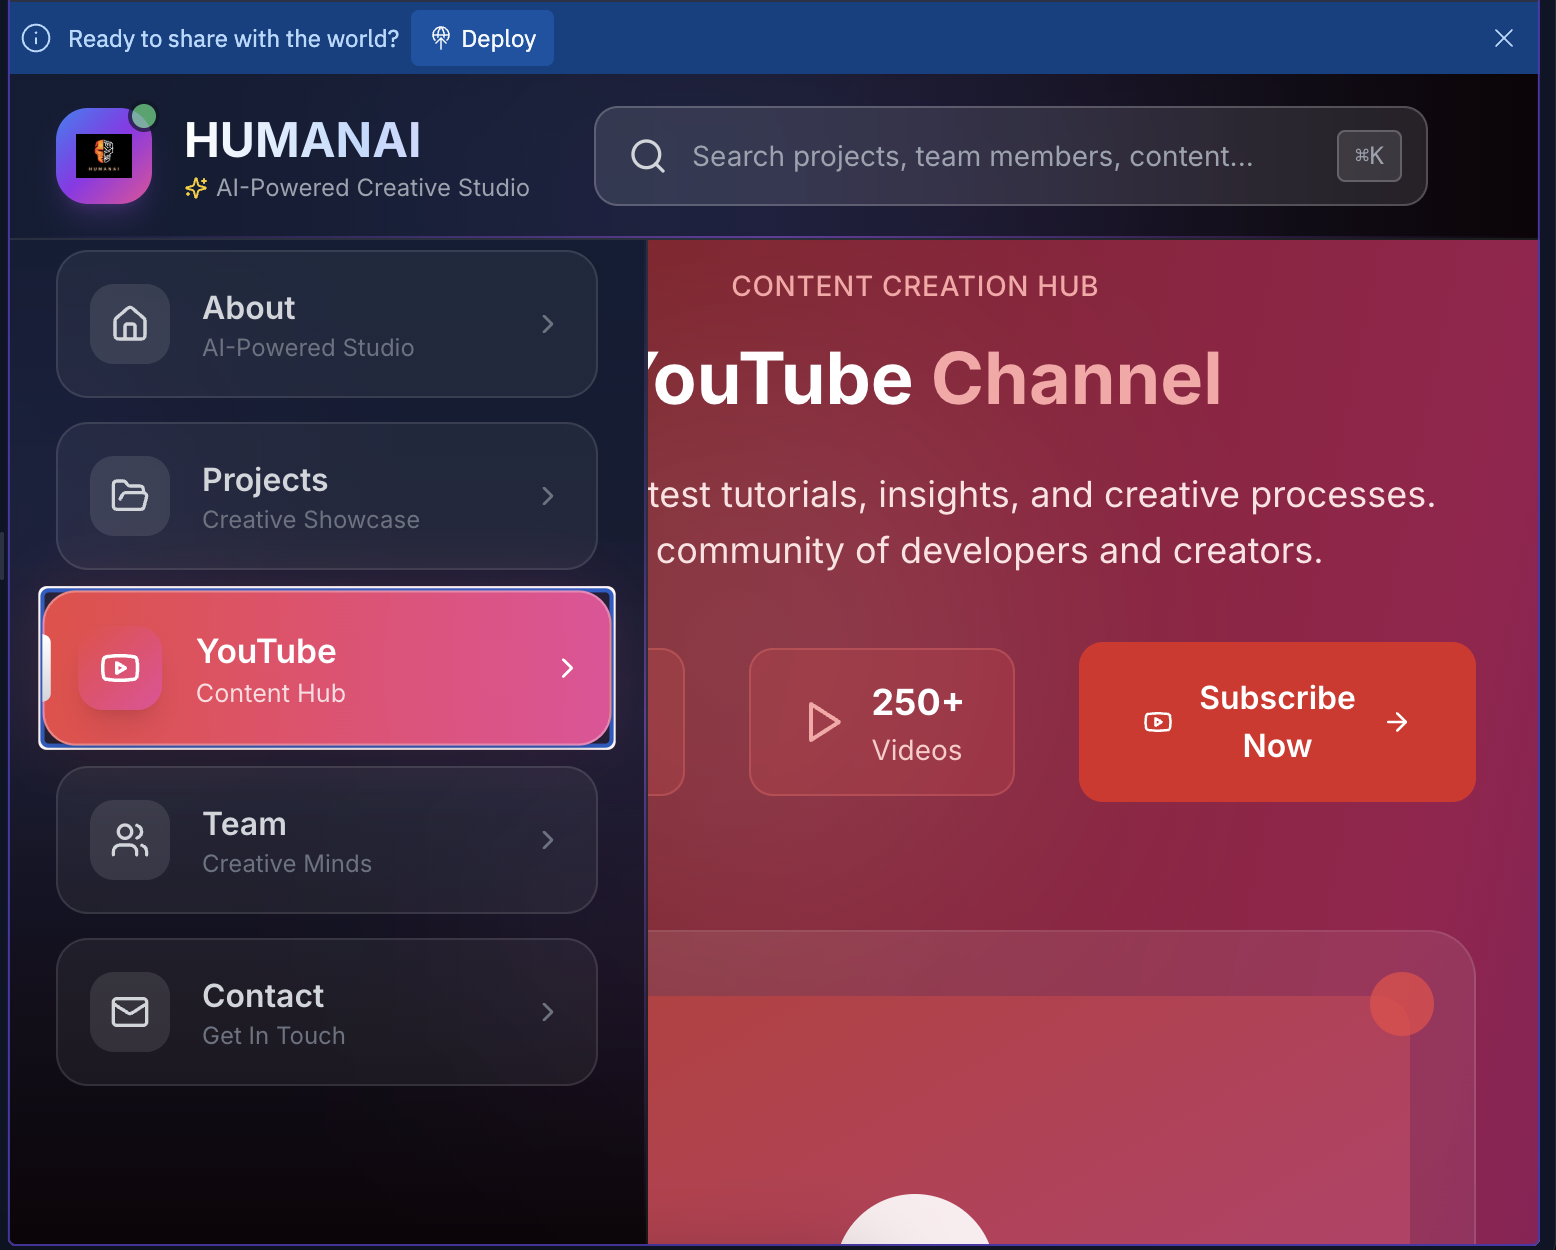 Ready to share with the world?
Deploy
HUMANAI
HUMANAI
AI-Powered Creative Studio
Search projects, team members, content...
⌘K
About
AI-Powered Studio
Projects
Creative Showcase
YouTube
Content Hub
Team
Creative Minds
Contact
Get In Touch
CONTENT CREATION HUB
YouTube Channel
test tutorials, insights, and creative processes.
community of developers and creators.
250+
Videos
Subscribe
Now